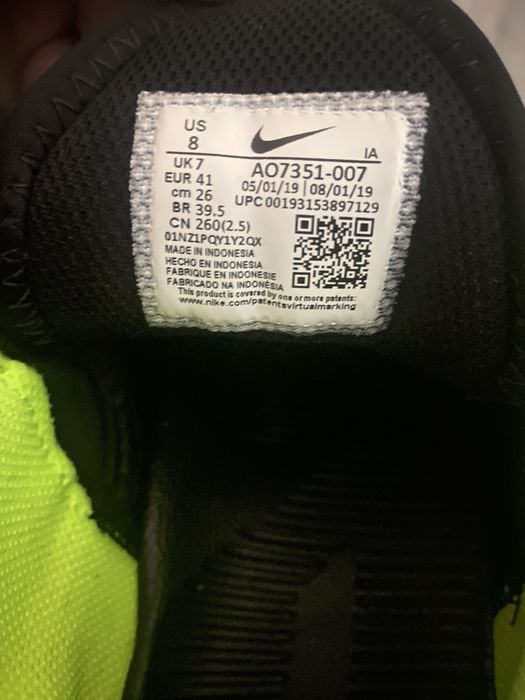 US
8
IA
UK 7
EUR 41
cm 26
BR 39.5
CN 260(2.5)
AO7351-007
05/01/19 | 08/01/19
UPC 00193153897129
01NZ1PQY1Y2QX
MADE IN INDONESIA
HECHO EN INDONESIA
FABRIQUE EN INDONESIE
FABRICADO NA INDONÉSIA
This product is covered by one or more patents:
www.nike.com/patentsvirtualmarking